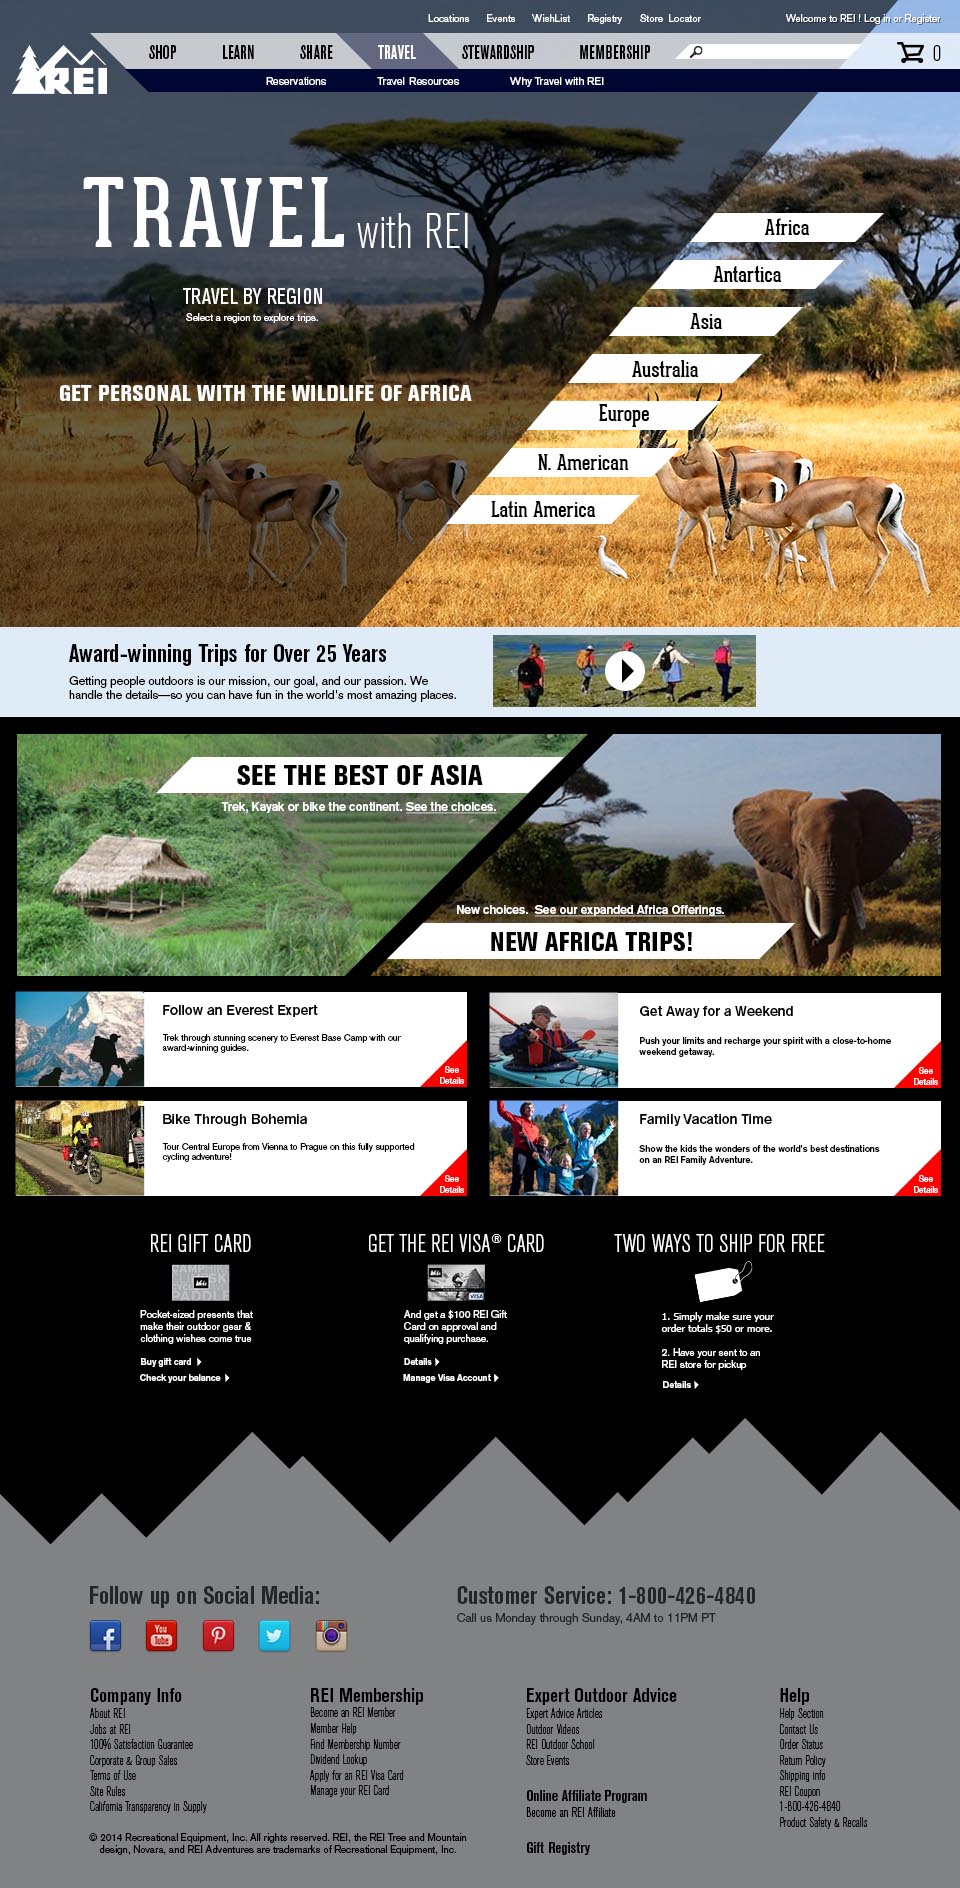 Locations Events WishList Registry Store Locator Welcome to REI ! Log in or Register
REI
SHOP LEARN SHARE TRAVEL STEWARDSHIP MEMBERSHIP 0
Reservations Travel Resources Why Travel with REI
TRAVEL with REI
TRAVEL BY REGION
Select a region to explore trips.
GET PERSONAL WITH THE WILDLIFE OF AFRICA
Africa
Antartica
Asia
Australia
Europe
N. American
Latin America
Award-winning Trips for Over 25 Years
Getting people outdoors is our mission, our goal, and our passion. We
handle the details—so you can have fun in the world's most amazing places.
SEE THE BEST OF ASIA
Trek, Kayak or bike the continent. See the choices.
New choices. See our expanded Africa Offerings.
NEW AFRICA TRIPS!
Follow an Everest Expert
Trek through stunning scenery to Everest Base Camp with our
award-winning guides.
See
Details
Get Away for a Weekend
Push your limits and recharge your spirit with a close-to-home
weekend getaway.
See
Details
Bike Through Bohemia
Tour Central Europe from Vienna to Prague on this fully supported
cycling adventure!
See
Details
Family Vacation Time
Show the kids the wonders of the world's best destinations
on an REI Family Adventure.
See
Details
REI GIFT CARD
Pocket-sized presents that
make their outdoor gear &
clothing wishes come true
Buy gift card
Check your balance
GET THE REI VISA® CARD
VISA
And get a $100 REI Gift
Card on approval and
qualifying purchase.
Details
Manage Visa Account
TWO WAYS TO SHIP FOR FREE
1. Simply make sure your
order totals $50 or more.
2. Have your sent to an
REI store for pickup
Details
Follow up on Social Media:
You
Tube
Customer Service: 1-800-426-4840
Call us Monday through Sunday, 4AM to 11PM PT
Company Info
About REI
Jobs at REI
100% Satisfaction Guarantee
Corporate & Group Sales
Terms of Use
Site Rules
California Transparency in Supply
REI Membership
Become an REI Member
Member Help
Find Membership Number
Dividend Lookup
Apply for an REI Visa Card
Manage your REI Card
Expert Outdoor Advice
Expert Advice Articles
Outdoor Videos
REI Outdoor School
Store Events
Online Affiliate Program
Become an REI Affiliate
Gift Registry
Help
Help Section
Contact Us
Order Status
Return Policy
Shipping info
REI Coupon
1-800-426-4840
Product Safety & Recalls
© 2014 Recreational Equipment, Inc. All rights reserved. REI, the REI Tree and Mountain
design, Novara, and REI Adventures are trademarks of Recreational Equipment, Inc.